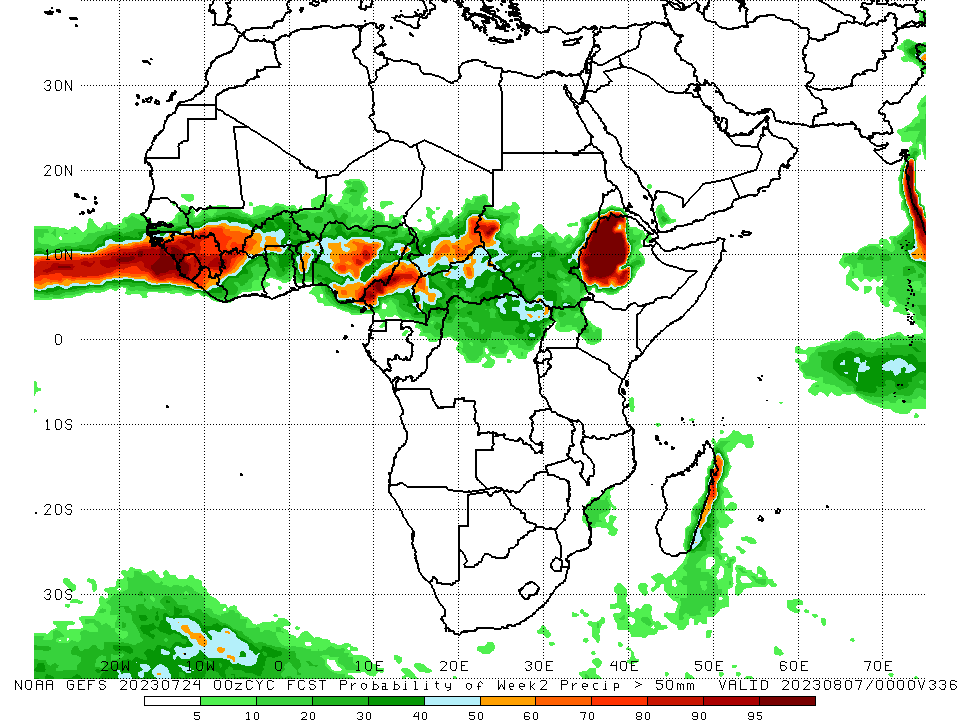 30N
20N
10N
0
10S
20S
30S
20W 10W 0 10E 20E 30E 40E 50E 60E 70E
NOAA GEFS 20230724 00zCYC FCST Probability of Week2 Precip > 50mm VALID 20230807/0000V336
5 10 20 30 40 50 60 70 80 90 95